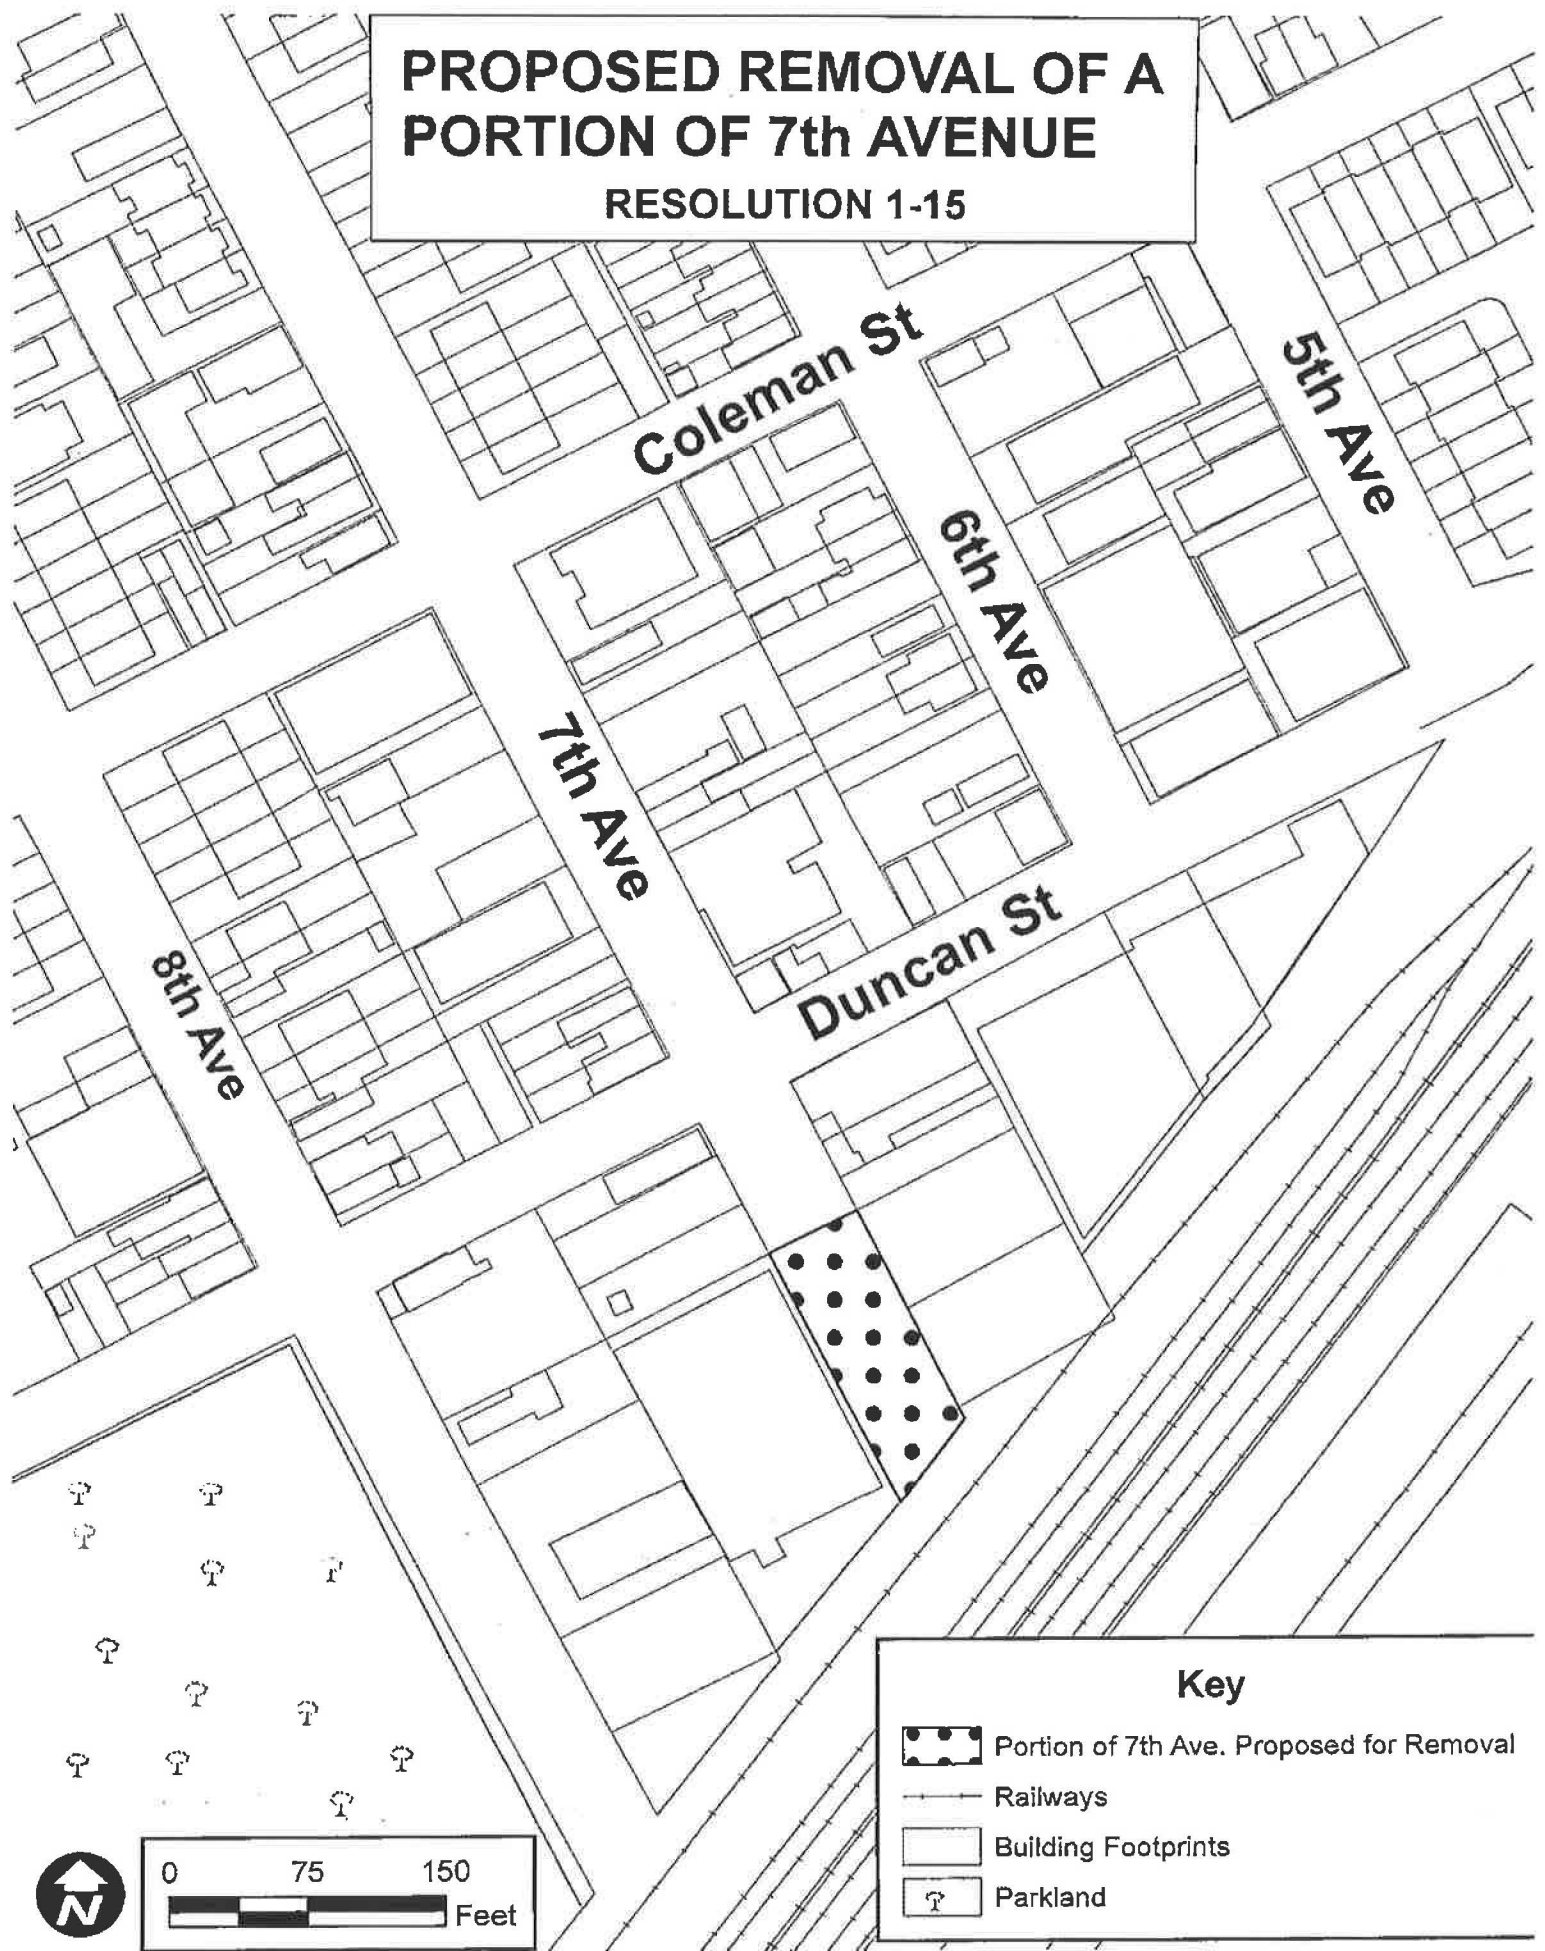 PROPOSED REMOVAL OF A
PORTION OF 7th AVENUE
RESOLUTION 1-15
Coleman St
5th Ave
6th Ave
7th Ave
Duncan St
8th Ave
Key
Portion of 7th Ave. Proposed for Removal
Railways
Building Footprints
Parkland
N
0 75 150
Feet